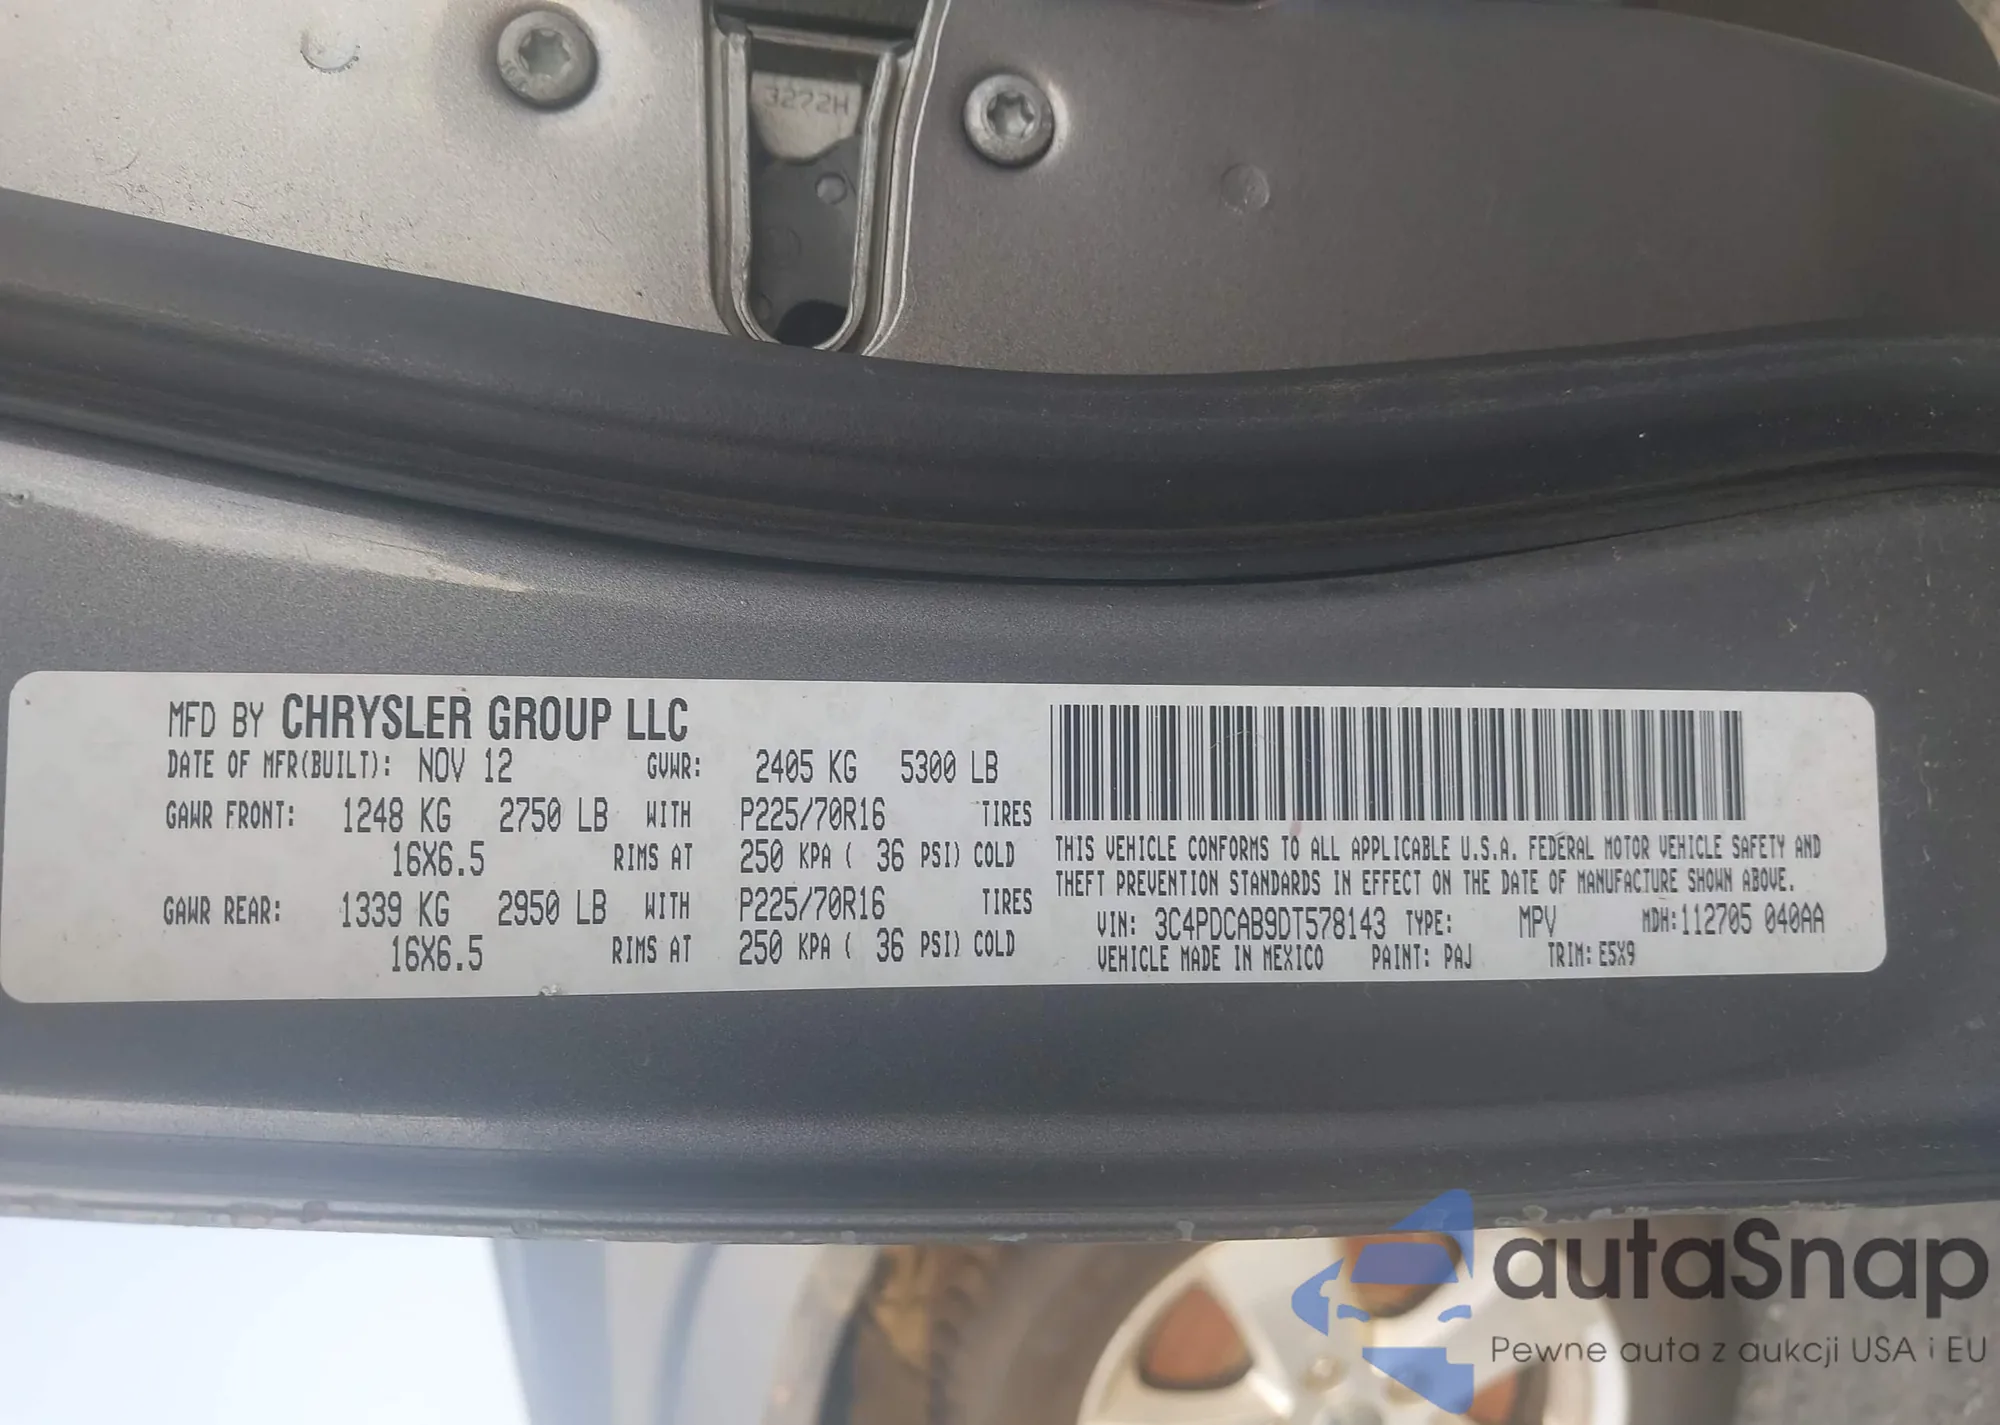 3272H
MFD BY CHRYSLER GROUP LLC
DATE OF MFR(BUILT): NOV 12 GVWR: 2405 KG 5300 LB
GAWR FRONT: 1248 KG 2750 LB WITH P225/70R16 TIRES
16X6.5 RIMS AT 250 KPA ( 36 PSI) COLD
GAWR REAR: 1339 KG 2950 LB WITH P225/70R16 TIRES
16X6.5 RIMS AT 250 KPA ( 36 PSI) COLD
THIS VEHICLE CONFORMS TO ALL APPLICABLE U.S.A. FEDERAL MOTOR VEHICLE SAFETY AND
THEFT PREVENTION STANDARDS IN EFFECT ON THE DATE OF MANUFACTURE SHOWN ABOVE.
VIN: 3C4PDCAB9DT578143 TYPE: MPV MDH:112705 040AA
VEHICLE MADE IN MEXICO PAINT: PAJ TRIM: E5X9
autaSnap
Pewne auta z aukcji USA i EU